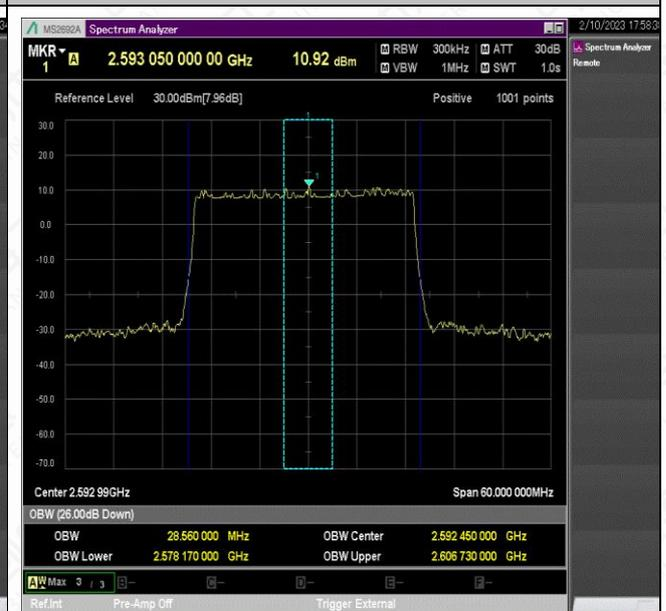 MS2692A Spectrum Analyzer
2/10/2023 17:58:3
MKR 1 A 2.593 050 000 00 GHz 10.92 dBm RBW 300kHz ATT 30dB
VBW 1MHz SWT 1.0s
Spectrum Analyzer
Remote
Reference Level 30.00dBm[7.96dB] Positive 1001 points
30.0
20.0
10.0
1
0.0
-10.0
-20.0
-30.0
-40.0
-50.0
-60.0
-70.0
Center 2.592 99GHz Span 60.000 000MHz
OBW (26.00dB Down)
OBW 28.560 000 MHz OBW Center 2.592 450 000 GHz
OBW Lower 2.578 170 000 GHz OBW Upper 2.606 730 000 GHz
A W Max 3 / 3 B- C- D- E- F-
Ref.Int Pre-Amp Off Trigger External